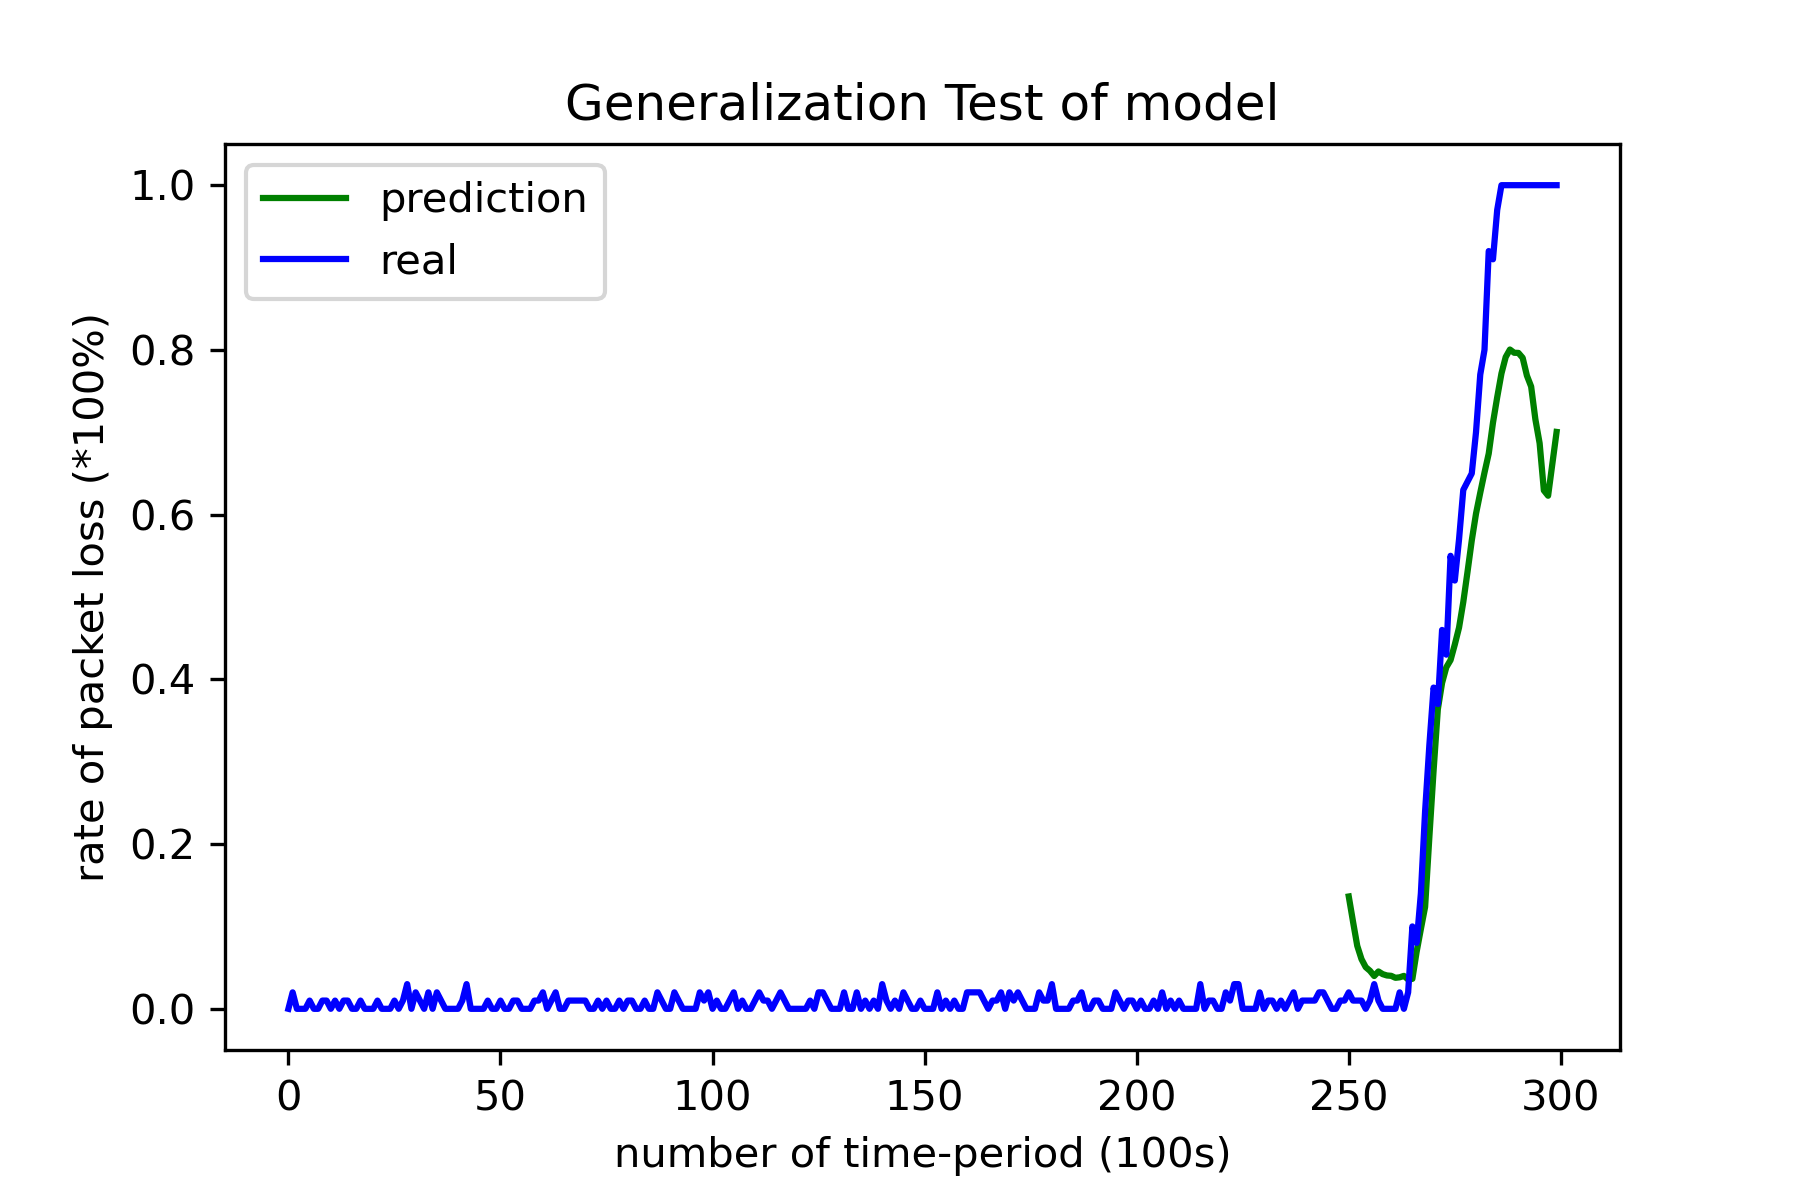 Generalization Test of model
prediction
real
1.0
0.8
0.6
0.4
0.2
0.0
rate of packet loss (*100%)
0 50 100 150 200 250 300
number of time-period (100s)